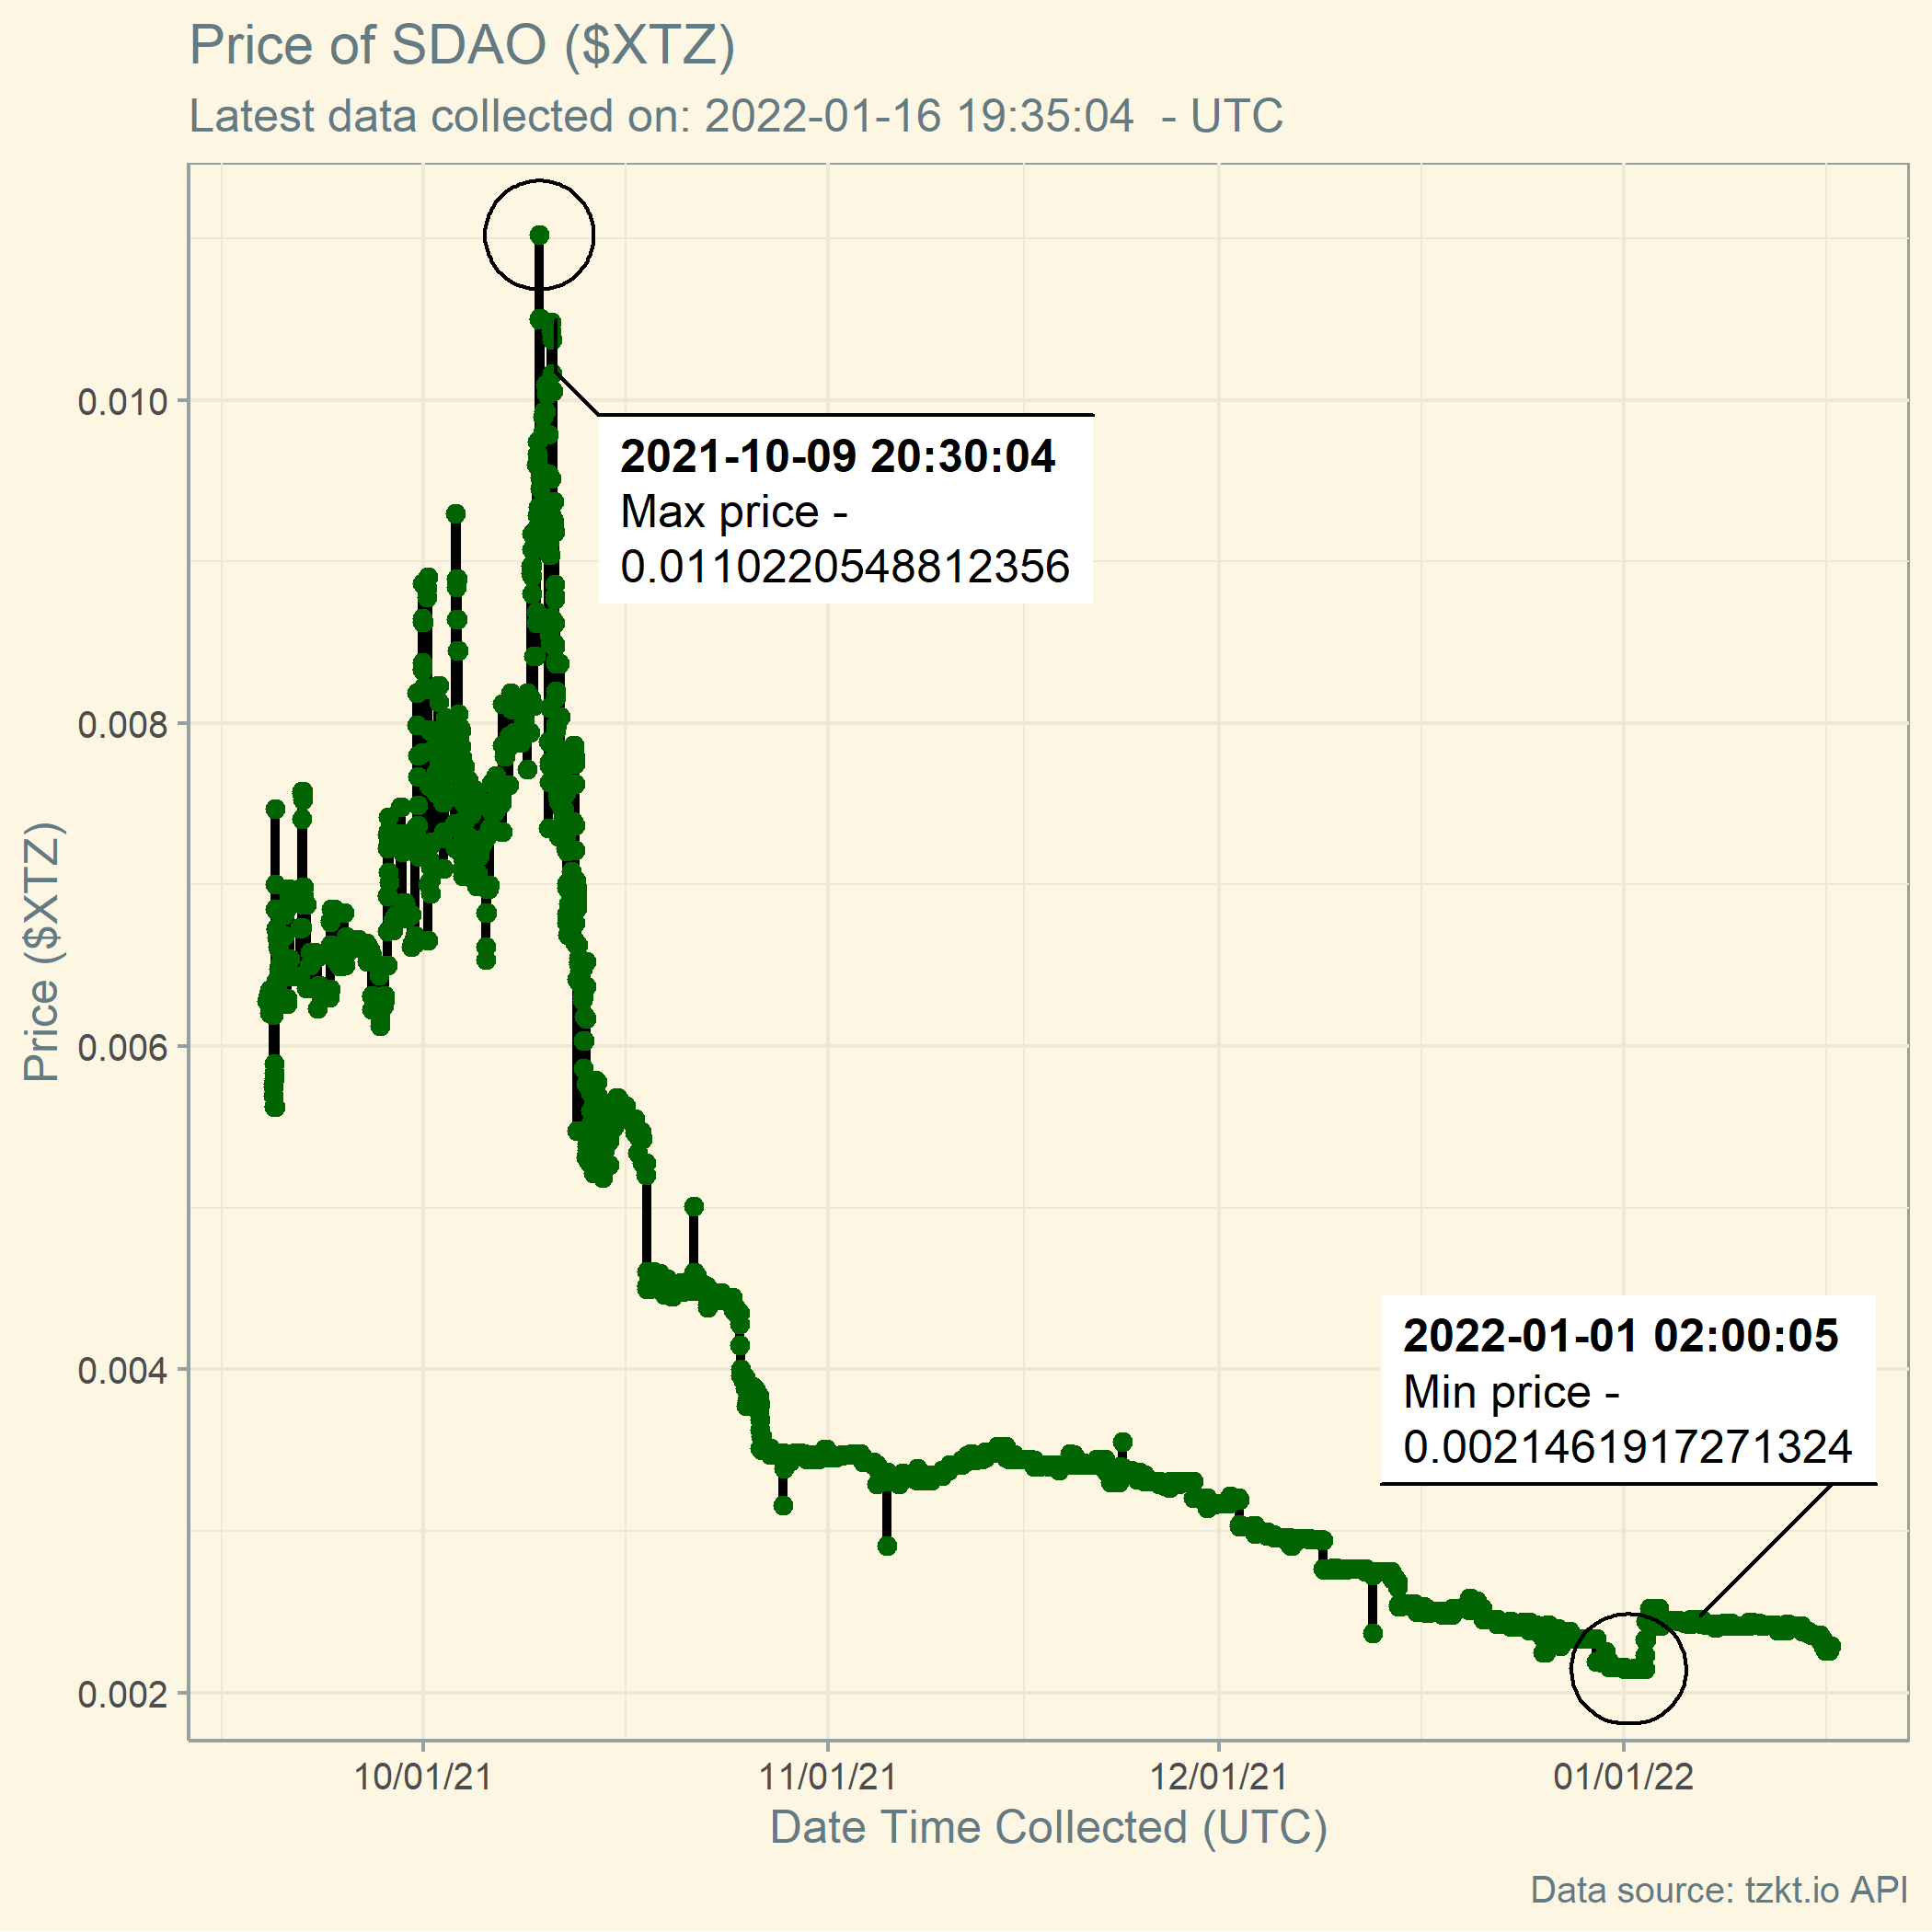 Price of SDAO ($XTZ)
Latest data collected on: 2022-01-16 19:35:04  - UTC
0.010
0.008
0.006
0.004
0.002
Price ($XTZ)
2021-10-09 20:30:04
Max price -
0.01102205488​12356
2022-01-01 02:00:05
Min price -
0.0021461917271324
10/01/21
11/01/21
12/01/21
01/01/22
Date Time Collected (UTC)
Data source: tzkt.io API